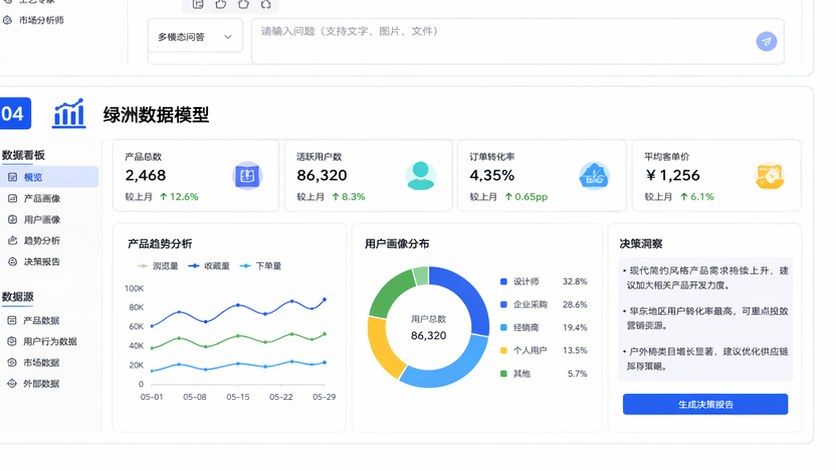 市场分析师
多模态问答
请输入问题（支持文字、图片、文件）
04
绿洲数据模型
数据看板
概览
产品画像
用户画像
趋势分析
决策报告
数据源
产品数据
用户行为数据
市场数据
外部数据
产品总数
2,468
较上月 ↑ 12.6%
活跃用户数
86,320
较上月 ↑ 8.3%
订单转化率
4,35%
较上月 ↑ 0.65pp
平均客单价
¥1,256
较上月 ↑ 6.1%
产品趋势分析
浏览量 收藏量 下单量
100K
80K
60K
40K
20K
0
05-01 05-08 05-15 05-22 05-29
用户画像分布
用户总数
86,320
设计师 32.8%
企业采购 28.6%
经销商 19.4%
个人用户 13.5%
其他 5.7%
决策洞察
• 现代简约风格产品需求持续上升，建
议加大相关产品开发力度。
• 华东地区用户转化率最高，可重点投放
营销资源。
• 户外椅类目增长显著，建议优化供应链
策略。
生成决策报告